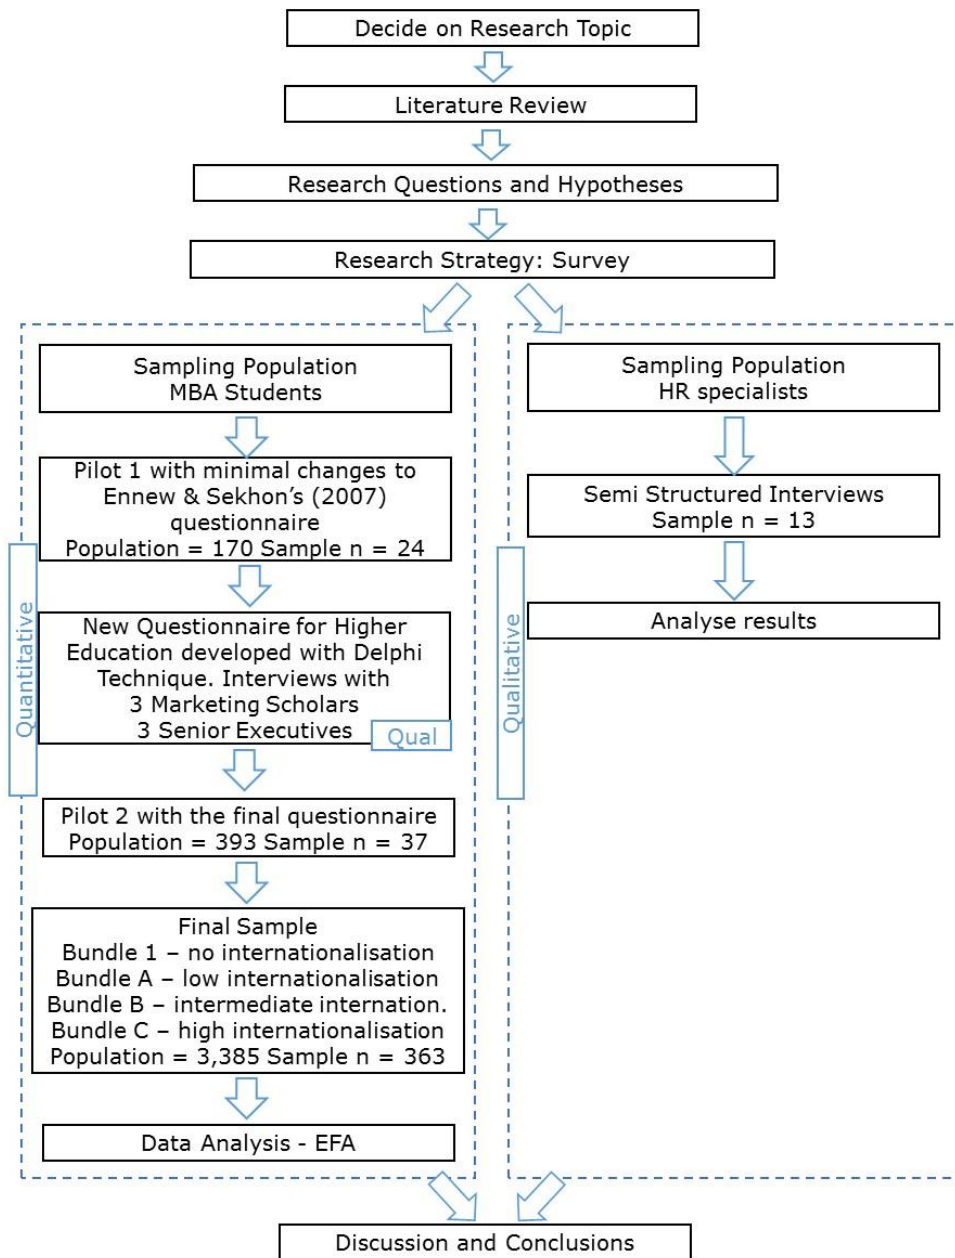 Decide on Research Topic
Literature Review
Research Questions and Hypotheses
Research Strategy: Survey
Quantitative
Sampling Population
MBA Students
Pilot 1 with minimal changes to
Ennew & Sekhon’s (2007)
questionnaire
Population = 170 Sample n = 24
New Questionnaire for Higher
Education developed with Delphi
Technique. Interviews with
3 Marketing Scholars
3 Senior Executives
Qual
Pilot 2 with the final questionnaire
Population = 393 Sample n = 37
Final Sample
Bundle 1 – no internationalisation
Bundle A – low internationalisation
Bundle B – intermediate internation.
Bundle C – high internationalisation
Population = 3,385 Sample n = 363
Data Analysis - EFA
Qualitative
Sampling Population
HR specialists
Semi Structured Interviews
Sample n = 13
Analyse results
Discussion and Conclusions